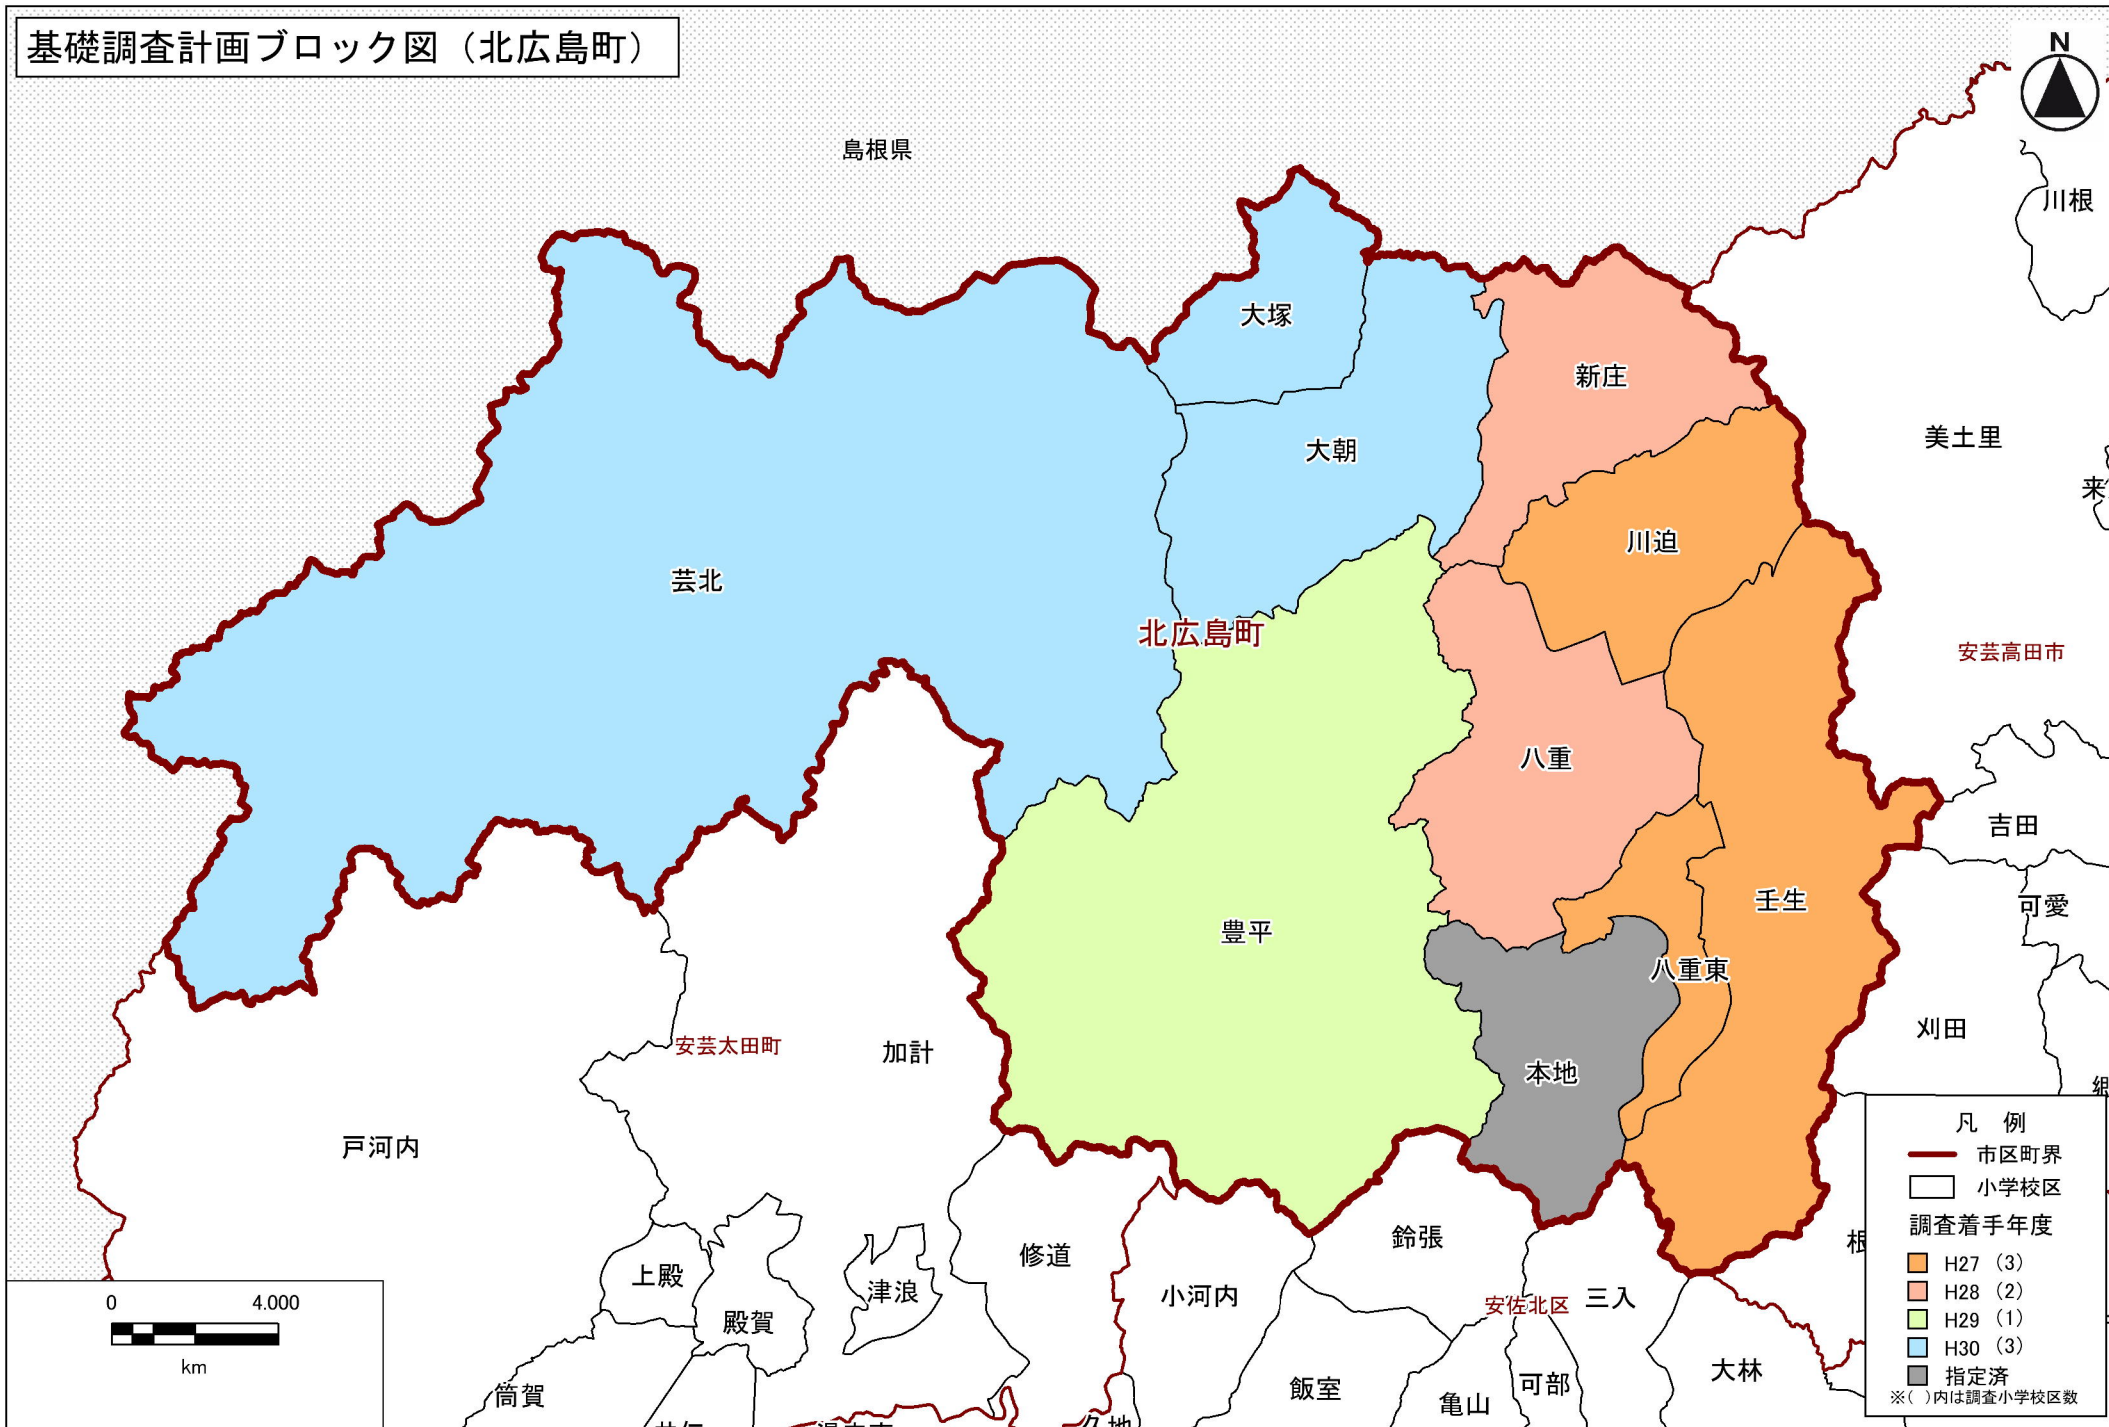 基礎調査計画ブロック図（北広島町）
N
島根県
川根
大塚
新庄
大朝
美土里
来
川迫
芸北
北広島町
安芸高田市
八重
吉田
壬生
可愛
豊平
八重東
刈田
安芸太田町
加計
本地
戸河内
鈴張
修道
上殿
津浪
小河内
安佐北区
三入
殿賀
大林
筒賀
飯室
可部
亀山
久地
根
0 4.000
km
凡 例
市区町界
小学校区
調査着手年度
H27（3）
H28（2）
H29（1）
H30（3）
指定済
※( )内は調査小学校区数